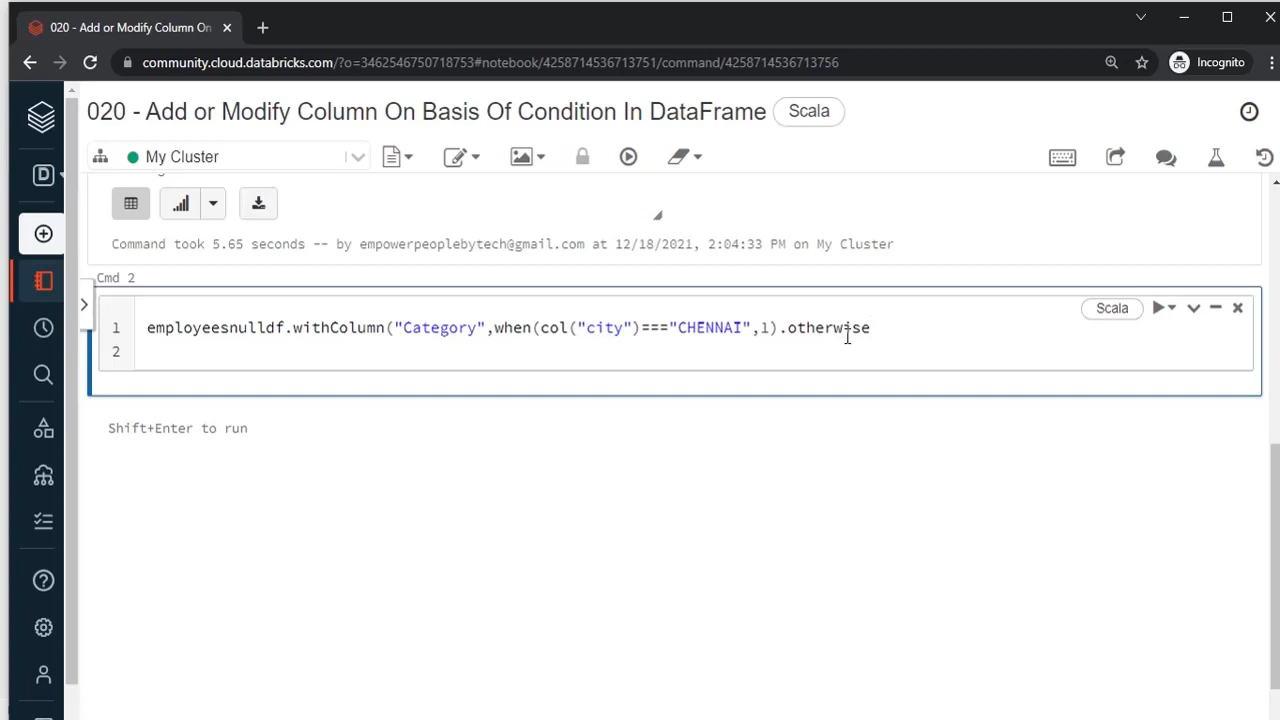 020 - Add or Modify Column On
community.cloud.databricks.com/?o=3462546750718753#notebook/4258714536713751/command/4258714536713756
Incognito
020 - Add or Modify Column On Basis Of Condition In DataFrame
Scala
D
My Cluster
Command took 5.65 seconds -- by empowerpeoplebytech@gmail.com at 12/18/2021, 2:04:33 PM on My Cluster
Cmd 2
Scala
1 employeesnulldf.withColumn("Category",when(col("city")==="CHENNAI",1).otherwise
2
Shift+Enter to run